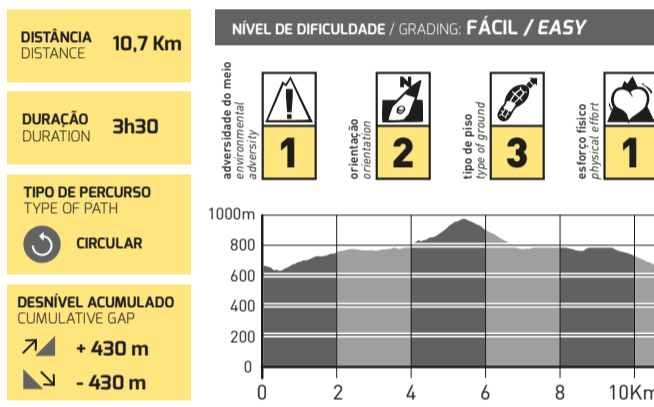 DISTÂNCIA
DISTANCE
10,7 Km
DURAÇÃO
DURATION
3h30
TIPO DE PERCURSO
TYPE OF PATH
CIRCULAR
DESNÍVEL ACUMULADO
CUMULATIVE GAP
+ 430 m
- 430 m
NÍVEL DE DIFICULDADE / GRADING: FÁCIL / EASY
adversidade do meio
environmental
adversity
1
orientação
orientation
N
2
tipo de piso
type of ground
3
esforço físico
physical effort
1
1000m
800
600
400
200
0
0 2 4 6 8 10Km